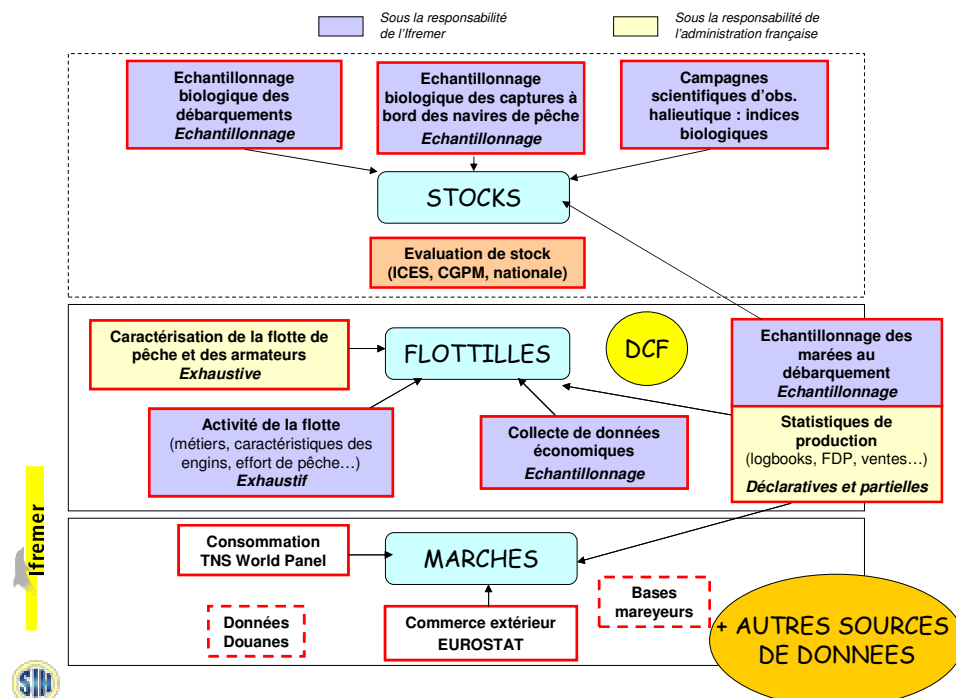 Sous la responsabilité
de l'Ifremer
Sous la responsabilité de
l'administration française
Echantillonnage
biologique des
débarquements
Echantillonnage
Echantillonnage
biologique des captures à
bord des navires de pêche
Echantillonnage
Campagnes
scientifiques d'obs.
halieutique : indices
biologiques
STOCKS
Evaluation de stock
(ICES, CGPM, nationale)
Caractérisation de la flotte de
pêche et des armateurs
Exhaustive
FLOTTILLES
DCF
Echantillonnage des
marées au
débarquement
Echantillonnage
Activité de la flotte
(métiers, caractéristiques des
engins, effort de pêche…)
Exhaustif
Collecte de données
économiques
Echantillonnage
Statistiques de
production
(logbooks, FDP, ventes…)
Déclaratives et partielles
Consommation
TNS World Panel
MARCHES
Données
Douanes
Commerce extérieur
EUROSTAT
Bases
mareyeurs
+ AUTRES SOURCES
DE DONNEES
Ifremer
SIH